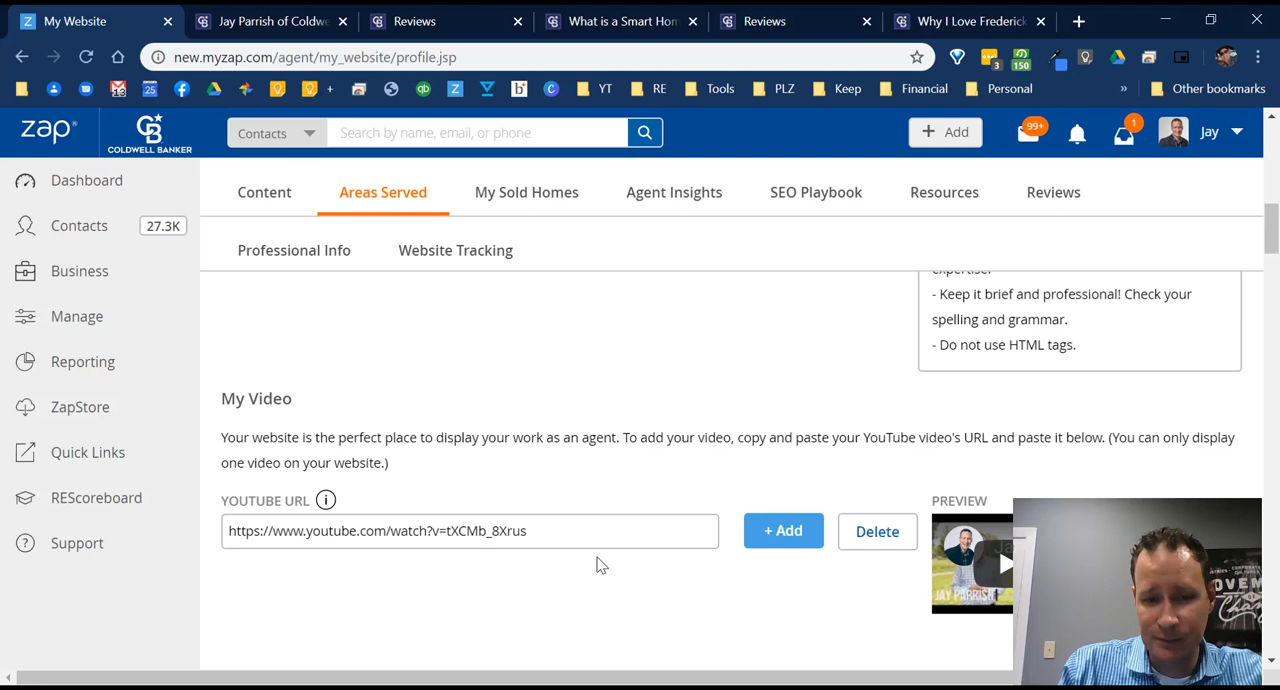 My Website
Jay Parrish of Coldwe
Reviews
What is a Smart Hom
Reviews
Why I Love Frederick
new.myzap.com/agent/my_website/profile.jsp
3
150
YT
RE
Tools
PLZ
Keep
Financial
Personal
Other bookmarks
zap
CB
COLDWELL BANKER
Contacts
Search by name, email, or phone
+ Add
99+
1
Jay
Dashboard
Contacts
27.3K
Business
Manage
Reporting
ZapStore
Quick Links
REScoreboard
Support
Content
Areas Served
My Sold Homes
Agent Insights
SEO Playbook
Resources
Reviews
Professional Info
Website Tracking
expertise.
- Keep it brief and professional! Check your
spelling and grammar.
- Do not use HTML tags.
My Video
Your website is the perfect place to display your work as an agent. To add your video, copy and paste your YouTube video's URL and paste it below. (You can only display
one video on your website.)
YOUTUBE URL
https://www.youtube.com/watch?v=tXCMb_8Xrus
+ Add
Delete
PREVIEW
JAY PARRISH